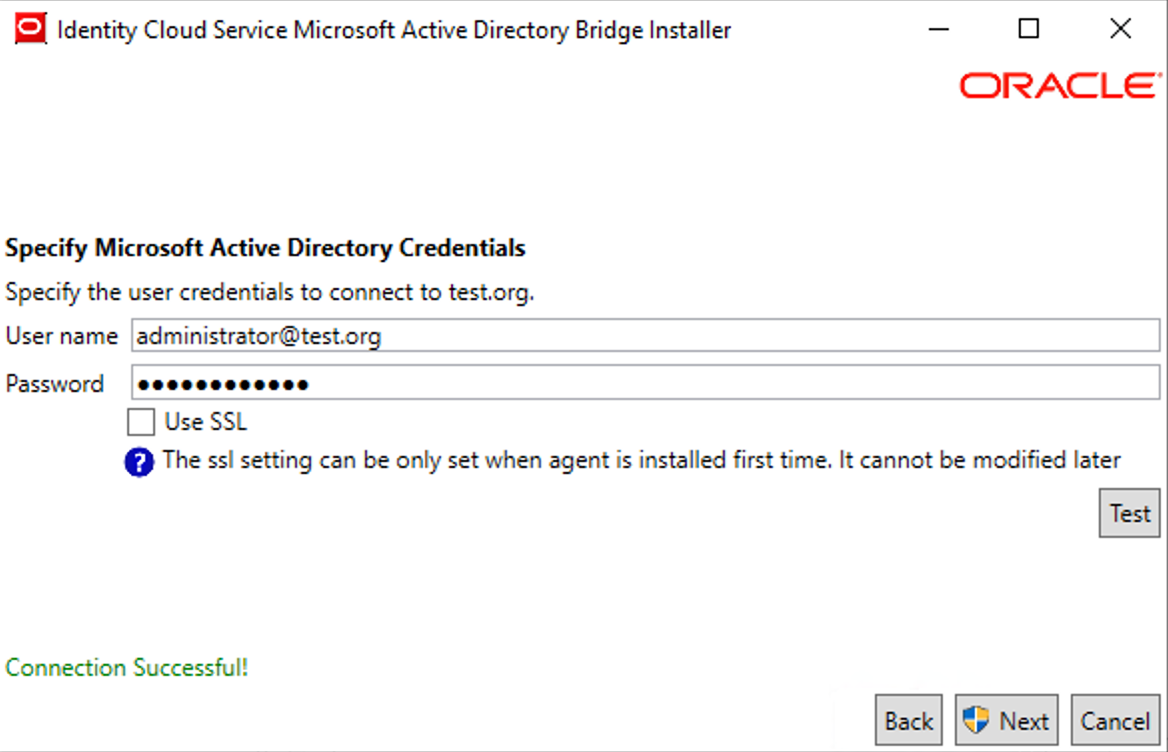 Identity Cloud Service Microsoft Active Directory Bridge Installer
ORACLE
Specify Microsoft Active Directory Credentials
Specify the user credentials to connect to test.org.
User name administrator@test.org
Password ●●●●●●●●●●●●
Use SSL
? The ssl setting can be only set when agent is installed first time. It cannot be modified later
Test
Connection Successful!
Back Next Cancel